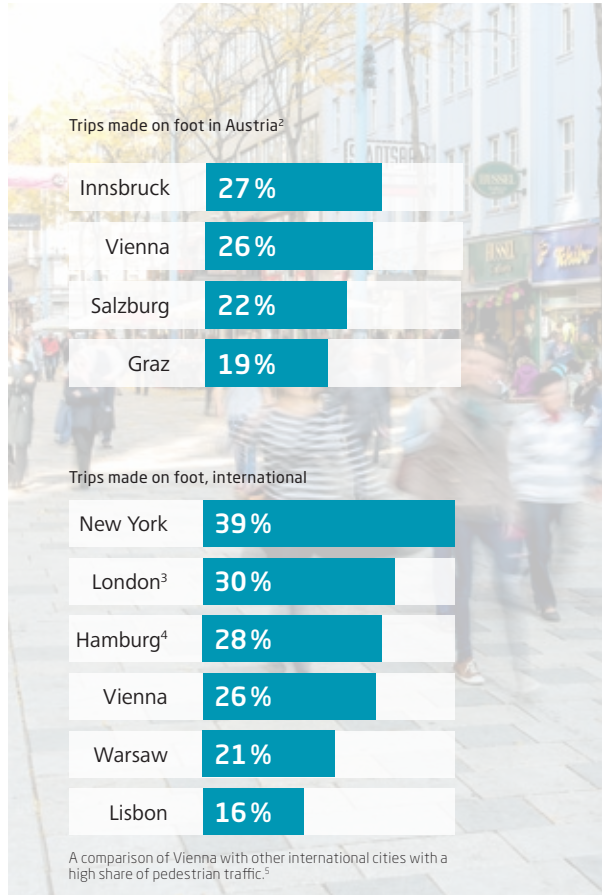 Trips made on foot in Austria²
Innsbruck 27 %
Vienna 26 %
Salzburg 22 %
Graz 19 %
Trips made on foot, international
New York 39 %
London³ 30 %
Hamburg⁴ 28 %
Vienna 26 %
Warsaw 21 %
Lisbon 16 %
A comparison of Vienna with other international cities with a
high share of pedestrian traffic.⁵